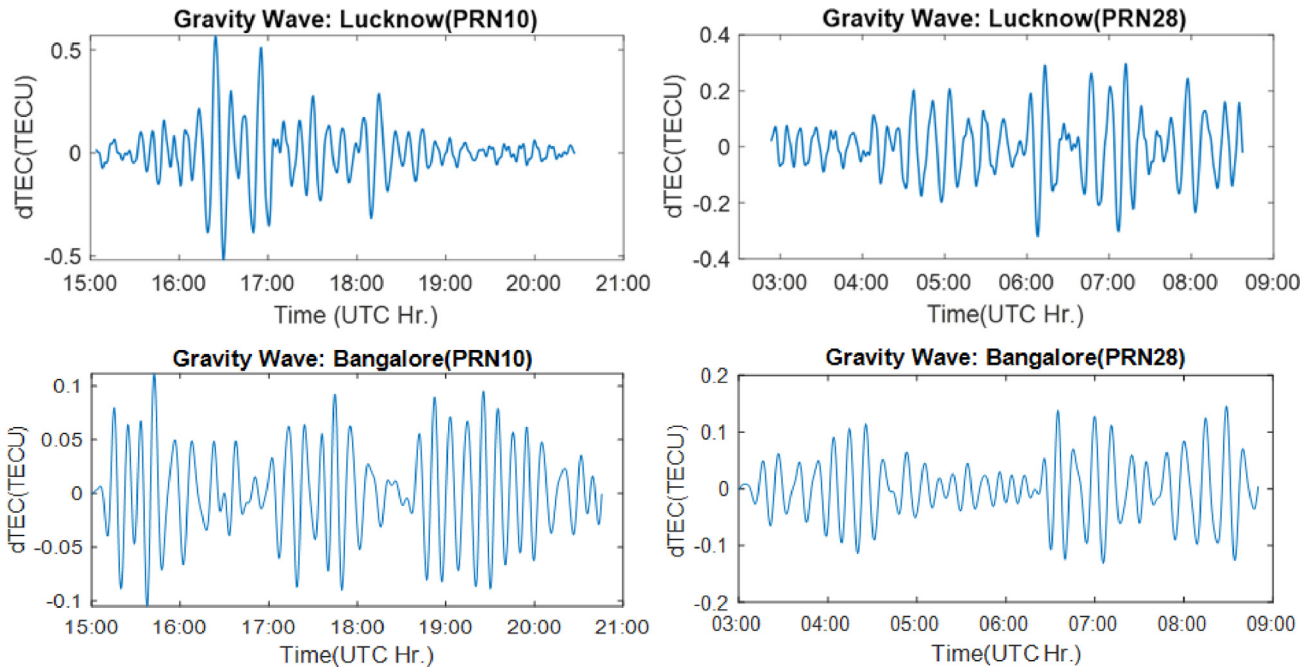 Gravity Wave: Lucknow(PRN10)
dTEC(TECU)
0.5
0
-0.5
15:00 16:00 17:00 18:00 19:00 20:00 21:00
Time (UTC Hr.)
Gravity Wave: Lucknow(PRN28)
dTEC(TECU)
0.4
0.2
0
-0.2
-0.4
03:00 04:00 05:00 06:00 07:00 08:00 09:00
Time(UTC Hr.)
Gravity Wave: Bangalore(PRN10)
dTEC(TECU)
0.1
0.05
0
-0.05
-0.1
15:00 16:00 17:00 18:00 19:00 20:00 21:00
Time(UTC Hr.)
Gravity Wave: Bangalore(PRN28)
dTEC(TECU)
0.2
0.1
0
-0.1
-0.2
03:00 04:00 05:00 06:00 07:00 08:00 09:00
Time(UTC Hr.)